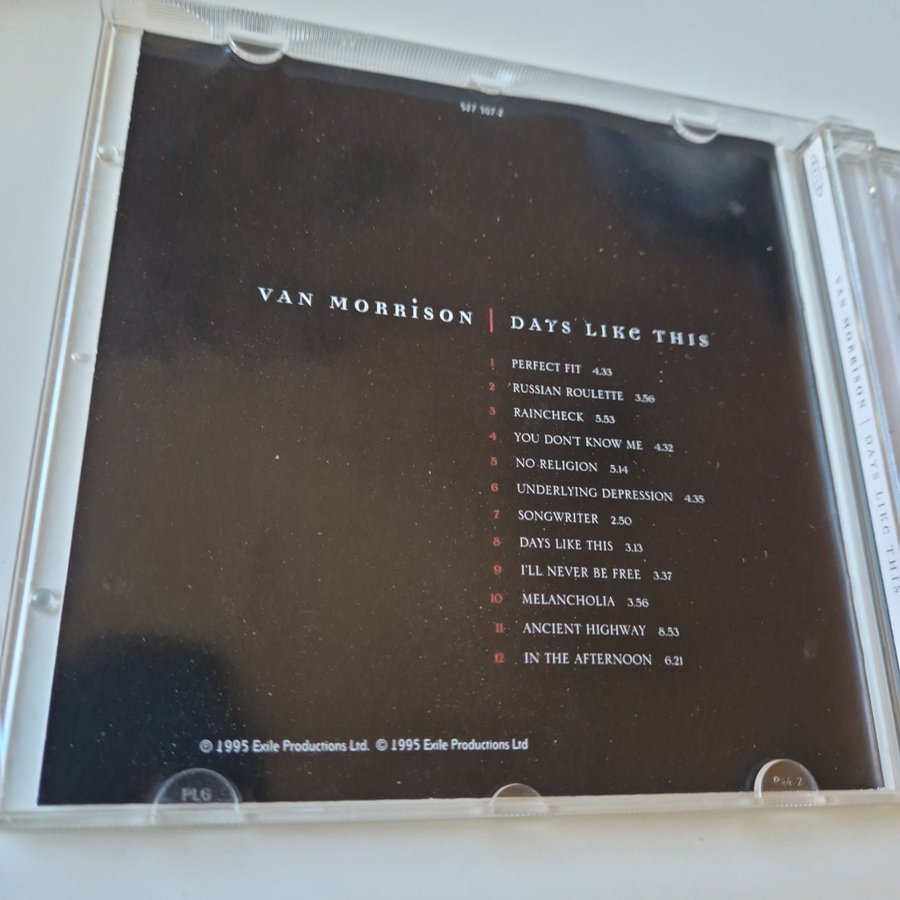 527 307-2
VAN MORRISON | DAYS LIKE THIS
1 PERFECT FIT 4.33
2 RUSSIAN ROULETTE 3.56
3 RAINCHECK 5.53
4 YOU DON'T KNOW ME 4.32
5 NO RELIGION 5.14
6 UNDERLYING DEPRESSION 4.35
7 SONGWRITER 2.50
8 DAYS LIKE THIS 3.13
9 I'LL NEVER BE FREE 3.37
10 MELANCHOLIA 3.56
11 ANCIENT HIGHWAY 8.53
12 IN THE AFTERNOON 6.21
℗ 1995 Exile Productions Ltd. © 1995 Exile Productions Ltd
PLG
VAN MORRISON | DAYS LIKE THIS